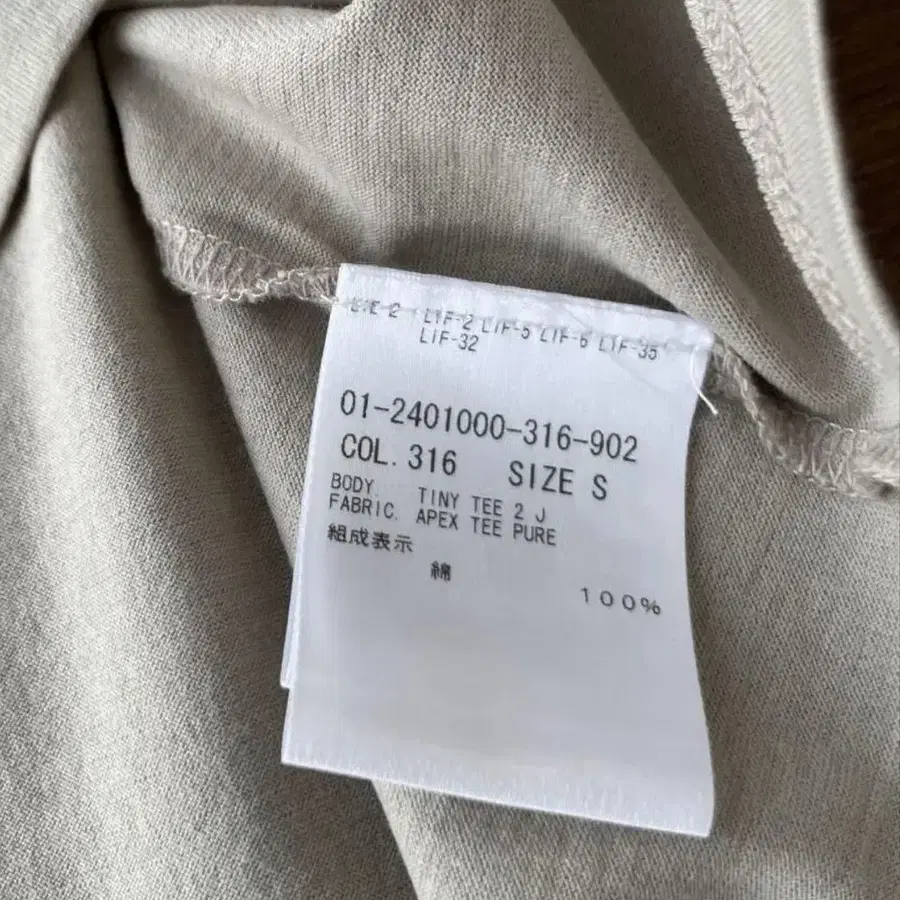 LIF-2 LIF-5 LIF-6 LIF-35
LIF-32
01-2401000-316-902
COL. 316 SIZE S
BODY. TINY TEE 2 J
FABRIC. APEX TEE PURE
組成表示
綿
100%